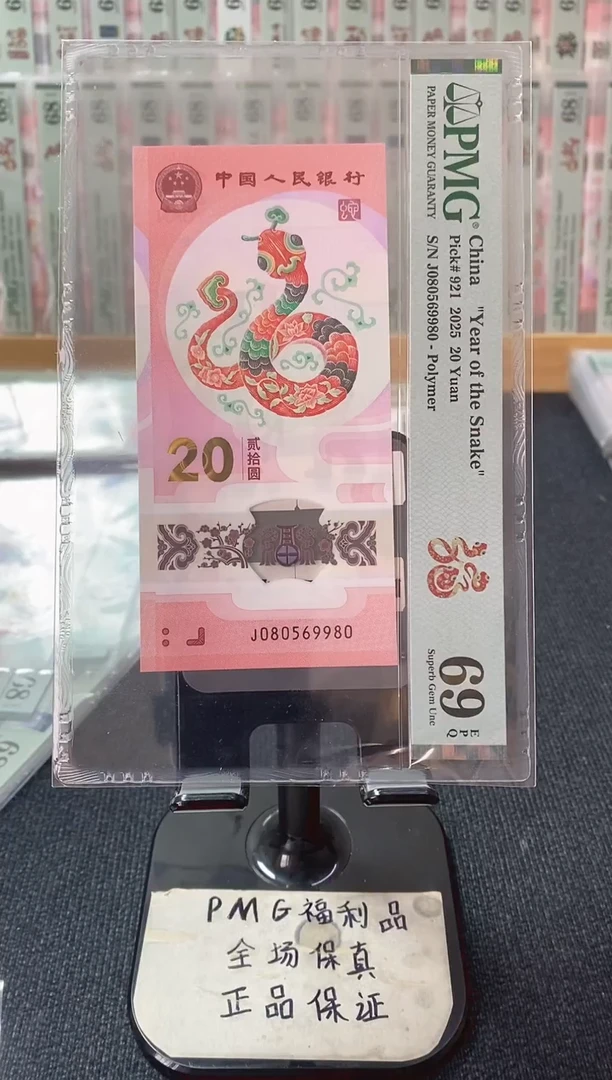 中国人民银行
20
贰拾圆
J080569980
PMG®
PAPER MONEY GUARANTY
China "Year of the Snake"
Pick# 921 2025 20 Yuan
S/N J080569980 - Polymer
69
EPQ
Superb Gem Unc
PMG福利品
全场保真
正品保证